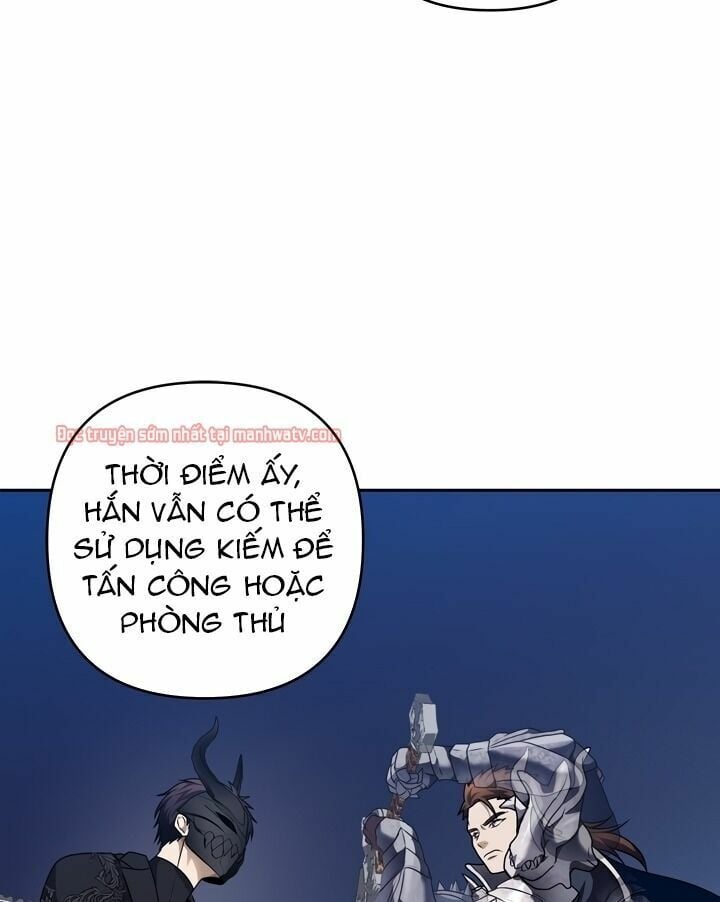 Đọc truyện sớm nhất tại manhwatv.com
THỜI ĐIỂM ẤY,
HẮN VẪN CÓ THỂ
SỬ DỤNG KIẾM ĐỂ
TẤN CÔNG HOẶC
PHÒNG THỦ